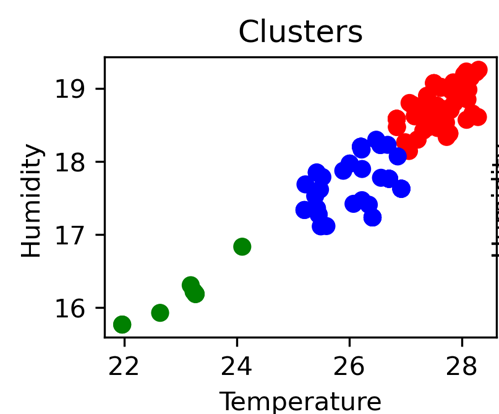 Clusters
19
18
17
16
Humidity
22 24 26 28
Temperature